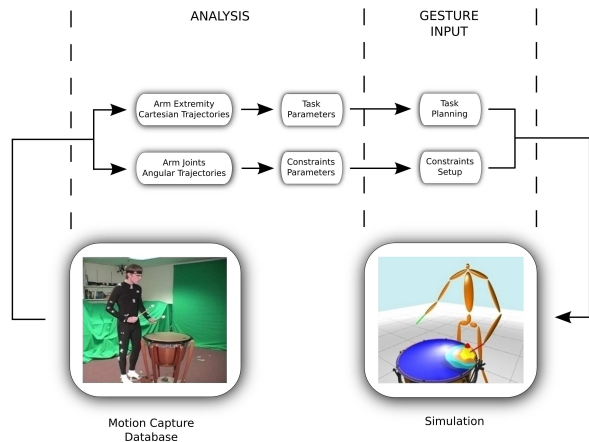 ANALYSIS
GESTURE
INPUT
Arm Extremity
Cartesian Trajectories
Task
Parameters
Task
Planning
Arm Joints
Angular Trajectories
Constraints
Parameters
Constraints
Setup
Motion Capture
Database
Simulation